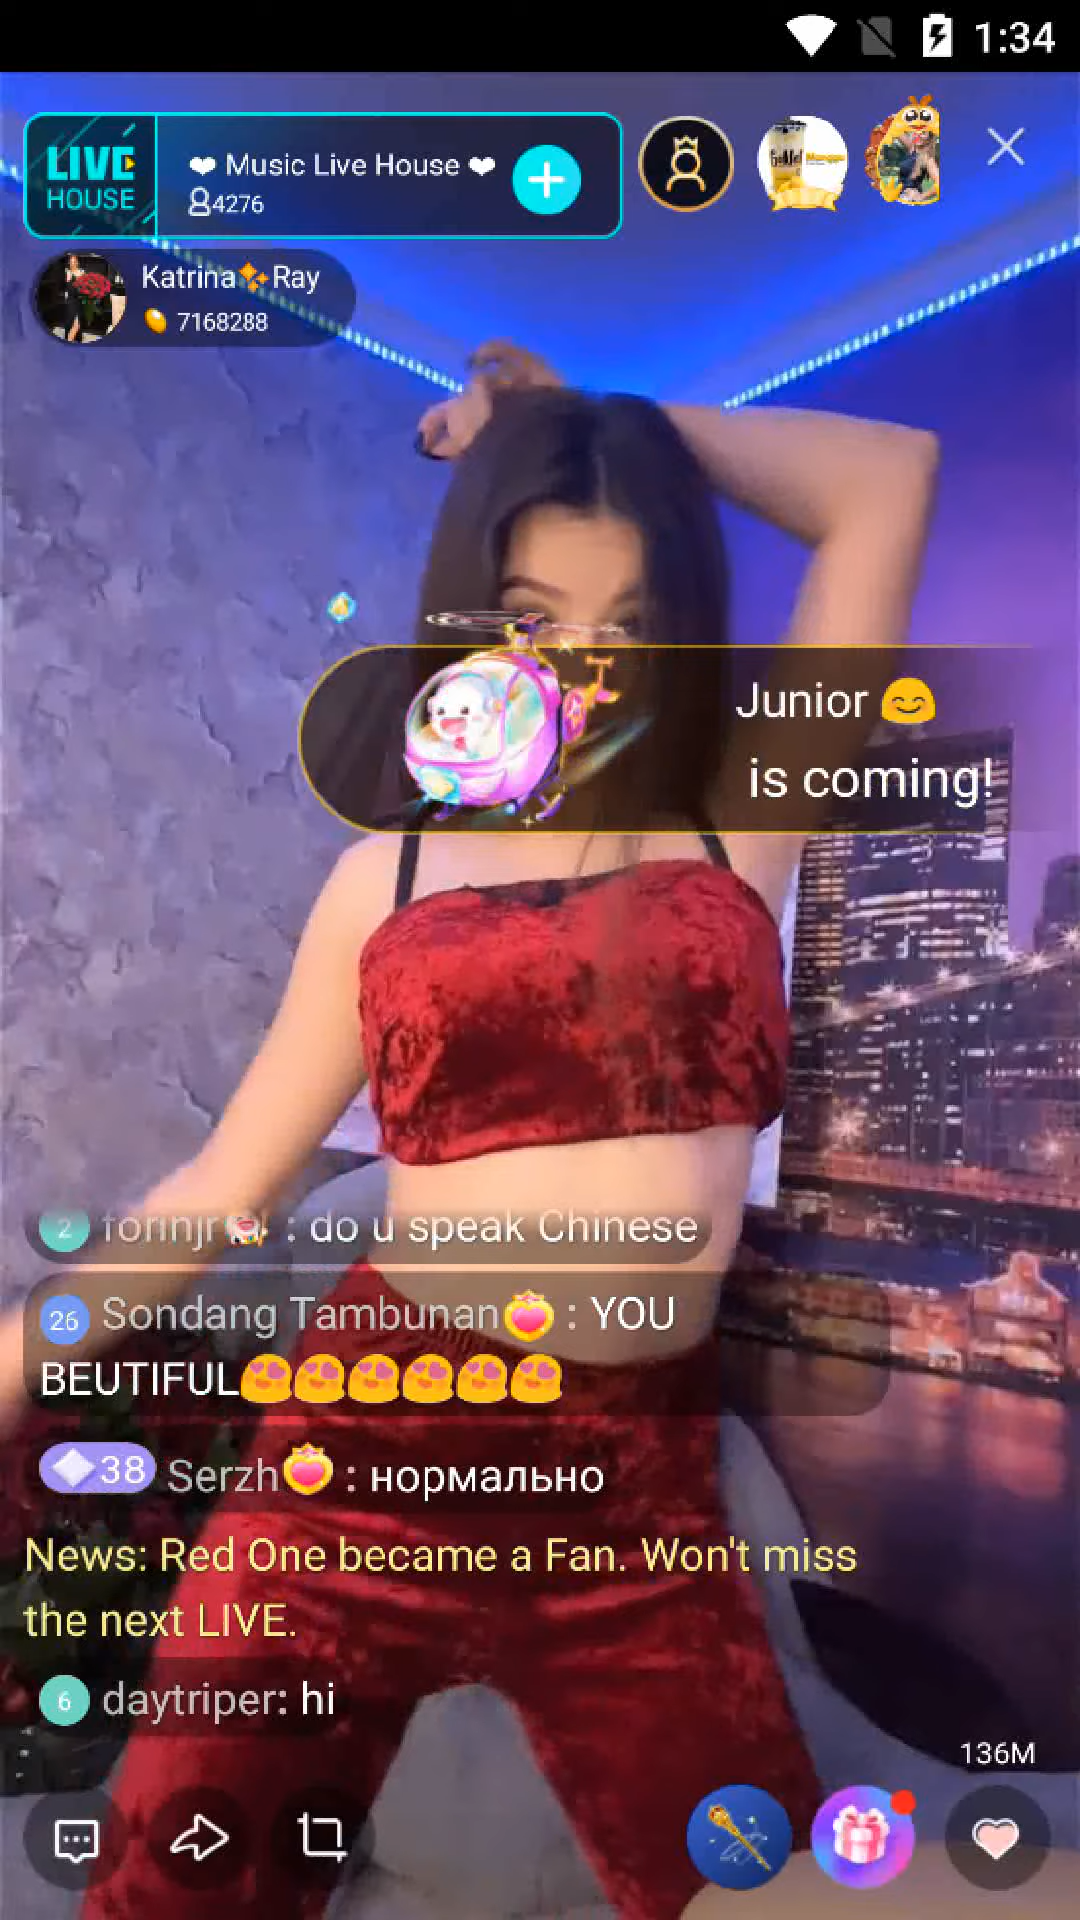 1:34
LIVE
HOUSE
❤ Music Live House ❤
4276
Katrina✨Ray
7168288
Junior 😊
is coming!
2 forinjr : do u speak Chinese
26 Sondang Tambunan : YOU
BEUTIFUL😍😍😍😍😍😍
38 Serzh : нормально
News: Red One became a Fan. Won't miss
the next LIVE.
6 daytriper: hi
136M